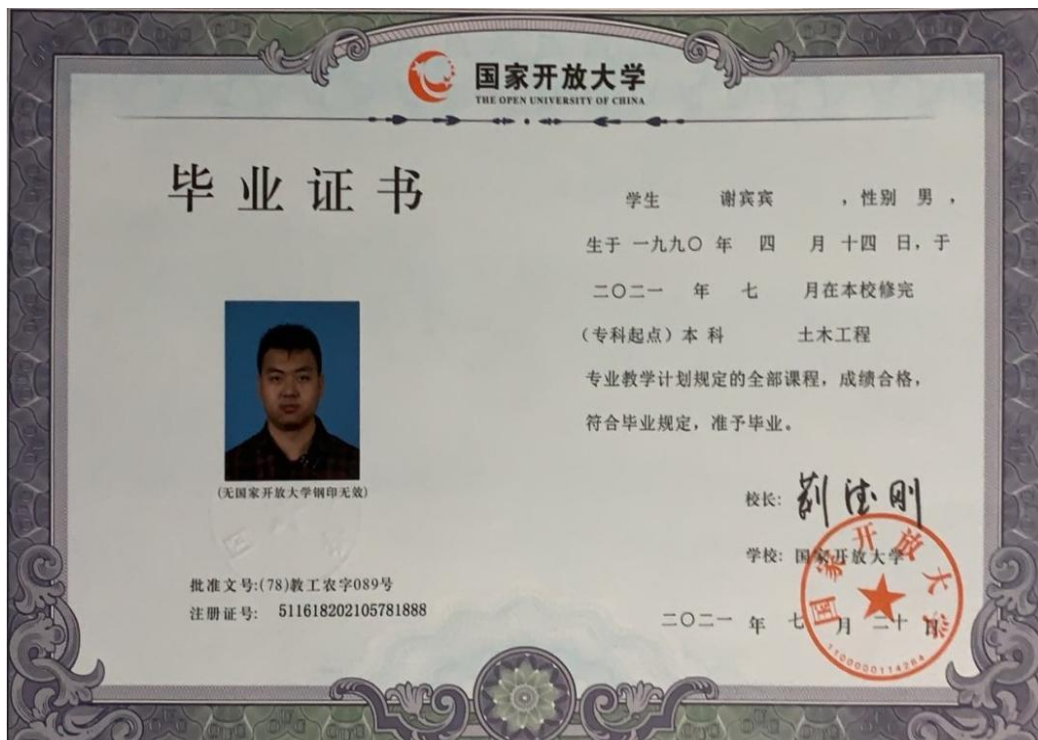 国家开放大学
THE OPEN UNIVERSITY OF CHINA
毕业证书
(无国家开放大学钢印无效)
批准文号:(78)教工农字089号
注册证号: 511618202105781888
学生 谢宾宾 ，性别 男 ，
生于 一九九〇 年 四 月 十四 日，于
二〇二一 年 七 月在本校修完
（专科起点）本 科 土木工程
专业教学计划规定的全部课程，成绩合格，
符合毕业规定，准予毕业。
校长:
学校: 国家开放大学
二〇二一 年 七 月 二十 日
国家开放大学
1100000114284